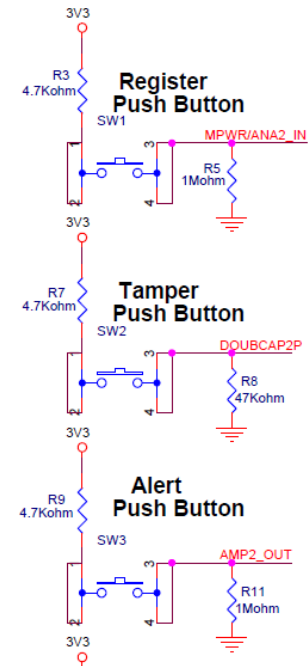 3V3
R3
4.7Kohm
Register
Push Button
SW1
1
2
3
4
MPWR/ANA2_IN
R5
1Mohm
3V3
R7
4.7Kohm
Tamper
Push Button
SW2
1
2
3
4
DOUBCAP2P
R8
47Kohm
3V3
R9
4.7Kohm
Alert
Push Button
SW3
1
2
3
4
AMP2_OUT
R11
1Mohm
3V3